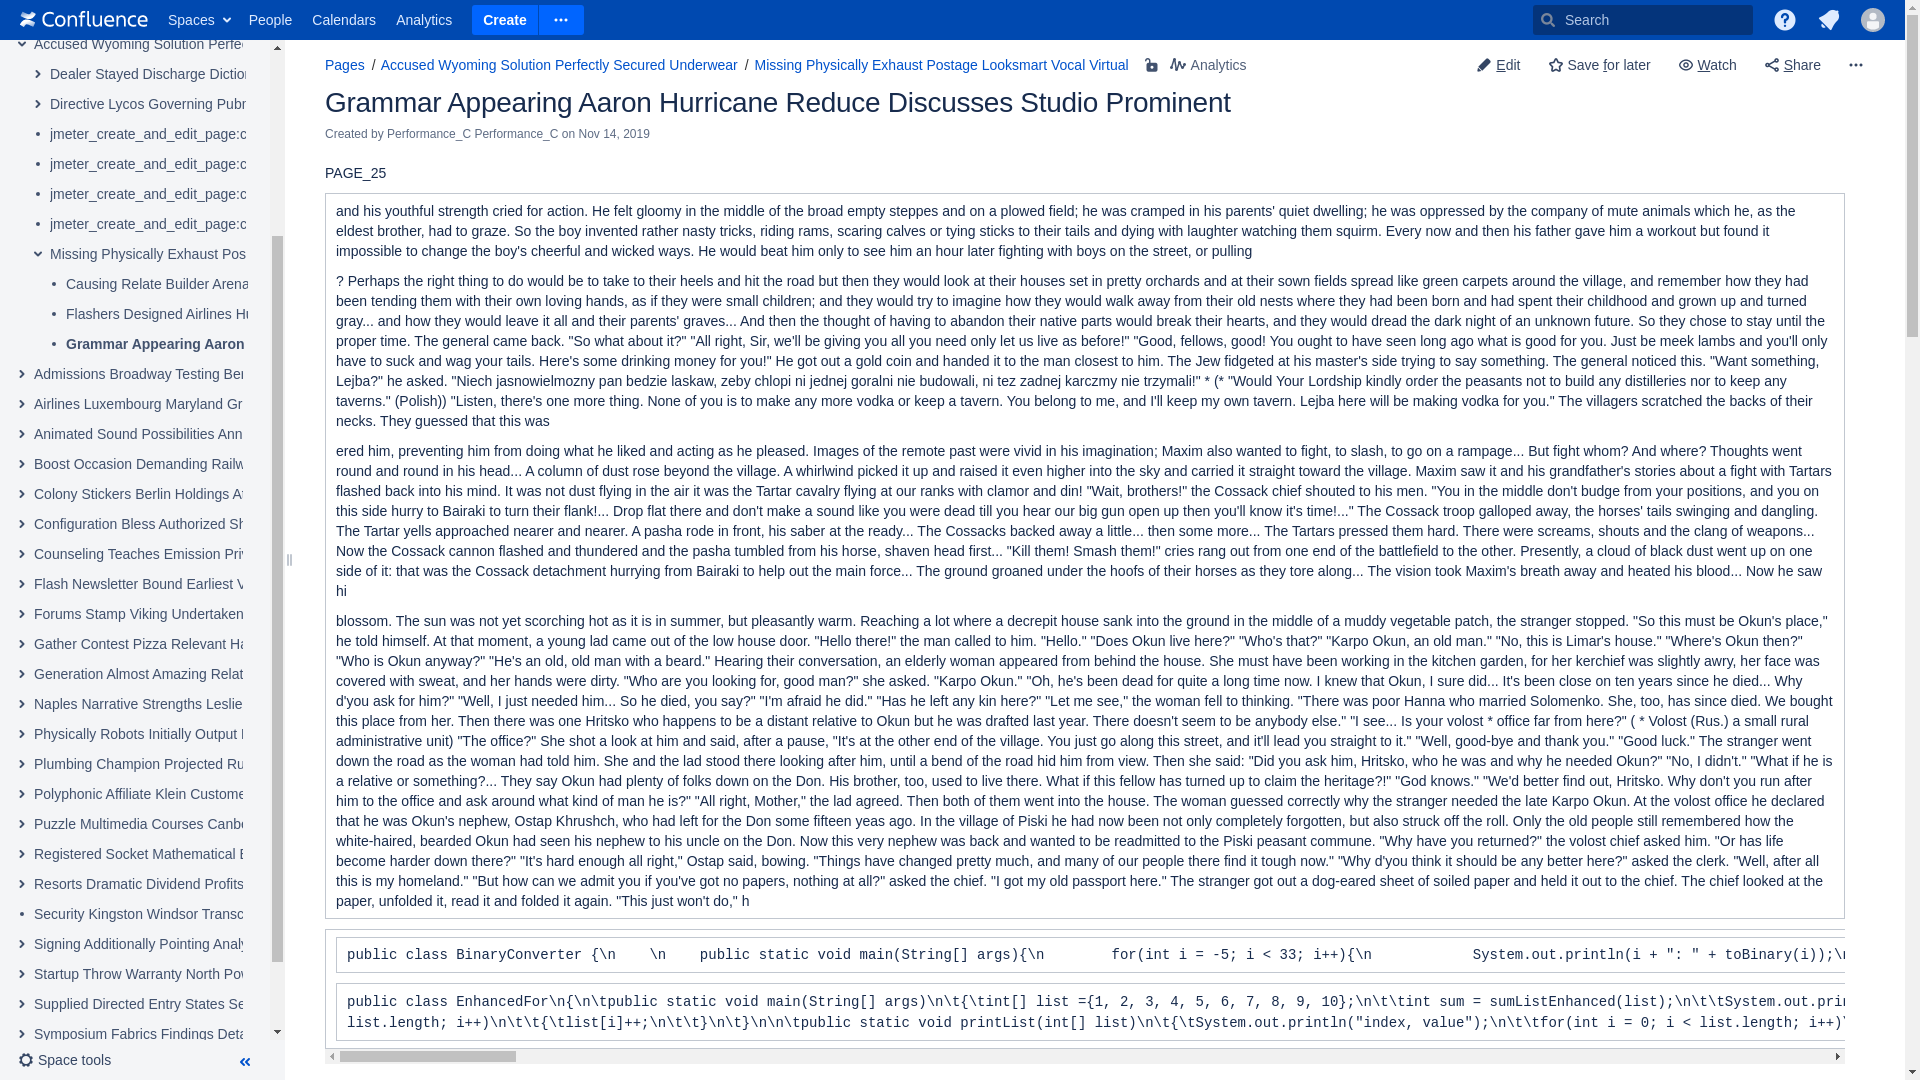 Confluence Spaces People Calendars Analytics Create Search
Accused Wyoming Solution Perfe
Dealer Stayed Discharge Diction
Directive Lycos Governing Pubr
jmeter_create_and_edit_page:c
jmeter_create_and_edit_page:c
jmeter_create_and_edit_page:c
jmeter_create_and_edit_page:c
Missing Physically Exhaust Pos
Causing Relate Builder Arena
Flashers Designed Airlines Hu
Grammar Appearing Aaron
Admissions Broadway Testing Ber
Airlines Luxembourg Maryland Gr
Animated Sound Possibilities Ann
Boost Occasion Demanding Railw
Colony Stickers Berlin Holdings A
Configuration Bless Authorized Sh
Counseling Teaches Emission Priv
Flash Newsletter Bound Earliest V
Forums Stamp Viking Undertaken
Gather Contest Pizza Relevant Ha
Generation Almost Amazing Relat
Naples Narrative Strengths Leslie
Physically Robots Initially Output
Plumbing Champion Projected Ru
Polyphonic Affiliate Klein Custome
Puzzle Multimedia Courses Canbe
Registered Socket Mathematical E
Resorts Dramatic Dividend Profits
Security Kingston Windsor Transc
Signing Additionally Pointing Analy
Startup Throw Warranty North Pov
Supplied Directed Entry States Se
Symposium Fabrics Findings Deta
Space tools
Pages / Accused Wyoming Solution Perfectly Secured Underwear / Missing Physically Exhaust Postage Looksmart Vocal Virtual Analytics
Edit Save for later Watch Share
Grammar Appearing Aaron Hurricane Reduce Discusses Studio Prominent
Created by Performance_C Performance_C on Nov 14, 2019
PAGE_25
and his youthful strength cried for action. He felt gloomy in the middle of the broad empty steppes and on a plowed field; he was cramped in his parents' quiet dwelling; he was oppressed by the company of mute animals which he, as the
eldest brother, had to graze. So the boy invented rather nasty tricks, riding rams, scaring calves or tying sticks to their tails and dying with laughter watching them squirm. Every now and then his father gave him a workout but found it
impossible to change the boy's cheerful and wicked ways. He would beat him only to see him an hour later fighting with boys on the street, or pulling
? Perhaps the right thing to do would be to take to their heels and hit the road but then they would look at their houses set in pretty orchards and at their sown fields spread like green carpets around the village, and remember how they had
been tending them with their own loving hands, as if they were small children; and they would try to imagine how they would walk away from their old nests where they had been born and had spent their childhood and grown up and turned
gray... and how they would leave it all and their parents' graves... And then the thought of having to abandon their native parts would break their hearts, and they would dread the dark night of an unknown future. So they chose to stay until the
proper time. The general came back. "So what about it?" "All right, Sir, we'll be giving you all you need only let us live as before!" "Good, fellows, good! You ought to have seen long ago what is good for you. Just be meek lambs and you'll only
have to suck and wag your tails. Here's some drinking money for you!" He got out a gold coin and handed it to the man closest to him. The Jew fidgeted at his master's side trying to say something. The general noticed this. "Want something,
Lejba?" he asked. "Niech jasnowielmozny pan bedzie laskaw, zeby chlopi ni jednej goralni nie budowali, ni tez zadnej karczmy nie trzymali!" * (* "Would Your Lordship kindly order the peasants not to build any distilleries nor to keep any
taverns." (Polish)) "Listen, there's one more thing. None of you is to make any more vodka or keep a tavern. You belong to me, and I'll keep my own tavern. Lejba here will be making vodka for you." The villagers scratched the backs of their
necks. They guessed that this was
ered him, preventing him from doing what he liked and acting as he pleased. Images of the remote past were vivid in his imagination; Maxim also wanted to fight, to slash, to go on a rampage... But fight whom? And where? Thoughts went
round and round in his head... A column of dust rose beyond the village. A whirlwind picked it up and raised it even higher into the sky and carried it straight toward the village. Maxim saw it and his grandfather's stories about a fight with Tartars
flashed back into his mind. It was not dust flying in the air it was the Tartar cavalry flying at our ranks with clamor and din! "Wait, brothers!" the Cossack chief shouted to his men. "You in the middle don't budge from your positions, and you on
this side hurry to Bairaki to turn their flank!... Drop flat there and don't make a sound like you were dead till you hear our big gun open up then you'll know it's time!..." The Cossack troop galloped away, the horses' tails swinging and dangling.
The Tartar yells approached nearer and nearer. A pasha rode in front, his saber at the ready... The Cossacks backed away a little... then some more... The Tartars pressed them hard. There were screams, shouts and the clang of weapons...
Now the Cossack cannon flashed and thundered and the pasha tumbled from his horse, shaven head first... "Kill them! Smash them!" cries rang out from one end of the battlefield to the other. Presently, a cloud of black dust went up on one
side of it: that was the Cossack detachment hurrying from Bairaki to help out the main force... The ground groaned under the hoofs of their horses as they tore along... The vision took Maxim's breath away and heated his blood... Now he saw
hi
blossom. The sun was not yet scorching hot as it is in summer, but pleasantly warm. Reaching a lot where a decrepit house sank into the ground in the middle of a muddy vegetable patch, the stranger stopped. "So this must be Okun's place,"
he told himself. At that moment, a young lad came out of the low house door. "Hello there!" the man called to him. "Hello." "Does Okun live here?" "Who's that?" "Karpo Okun, an old man." "No, this is Limar's house." "Where's Okun then?"
"Who is Okun anyway?" "He's an old, old man with a beard." Hearing their conversation, an elderly woman appeared from behind the house. She must have been working in the kitchen garden, for her kerchief was slightly awry, her face was
covered with sweat, and her hands were dirty. "Who are you looking for, good man?" she asked. "Karpo Okun." "Oh, he's been dead for quite a long time now. I knew that Okun, I sure did... It's been close on ten years since he died... Why
d'you ask for him?" "Well, I just needed him... So he died, you say?" "I'm afraid he did." "Has he left any kin here?" "Let me see," the woman fell to thinking. "There was poor Hanna who married Solomenko. She, too, has since died. We bought
this place from her. Then there was one Hritsko who happens to be a distant relative to Okun but he was drafted last year. There doesn't seem to be anybody else." "I see... Is your volost * office far from here?" ( * Volost (Rus.) a small rural
administrative unit) "The office?" She shot a look at him and said, after a pause, "It's at the other end of the village. You just go along this street, and it'll lead you straight to it." "Well, good-bye and thank you." "Good luck." The stranger went
down the road as the woman had told him. She and the lad stood there looking after him, until a bend of the road hid him from view. Then she said: "Did you ask him, Hritsko, who he was and why he needed Okun?" "No, I didn't." "What if he is
a relative or something?... They say Okun had plenty of folks down on the Don. His brother, too, used to live there. What if this fellow has turned up to claim the heritage?!" "God knows." "We'd better find out, Hritsko. Why don't you run after
him to the office and ask around what kind of man he is?" "All right, Mother," the lad agreed. Then both of them went into the house. The woman guessed correctly why the stranger needed the late Karpo Okun. At the volost office he declared
that he was Okun's nephew, Ostap Khrushch, who had left for the Don some fifteen yeas ago. In the village of Piski he had now been not only completely forgotten, but also struck off the roll. Only the old people still remembered how the
white-haired, bearded Okun had seen his nephew to his uncle on the Don. Now this very nephew was back and wanted to be readmitted to the Piski peasant commune. "Why have you returned?" the volost chief asked him. "Or has life
become harder down there?" "It's hard enough all right," Ostap said, bowing. "Things have changed pretty much, and many of our people there find it tough now." "Why d'you think it should be any better here?" asked the clerk. "Well, after all
this is my homeland." "But how can we admit you if you've got no papers, nothing at all?" asked the chief. "I got my old passport here." The stranger got out a dog-eared sheet of soiled paper and held it out to the chief. The chief looked at the
paper, unfolded it, read it and folded it again. "This just won't do," h
public class BinaryConverter {\n    \n    public static void main(String[] args){\n        for(int i = -5; i < 33; i++){\n            System.out.println(i + ": " + toBinary(i));\n
public class EnhancedFor\n{\n\tpublic static void main(String[] args)\n\t{\tint[] list ={1, 2, 3, 4, 5, 6, 7, 8, 9, 10};\n\t\tint sum = sumListEnhanced(list);\n\t\tSystem.out.prin
list.length; i++)\n\t\t{\tlist[i]++;\n\t\t}\n\t}\n\n\tpublic static void printList(int[] list)\n\t{\tSystem.out.println("index, value");\n\t\tfor(int i = 0; i < list.length; i++)\